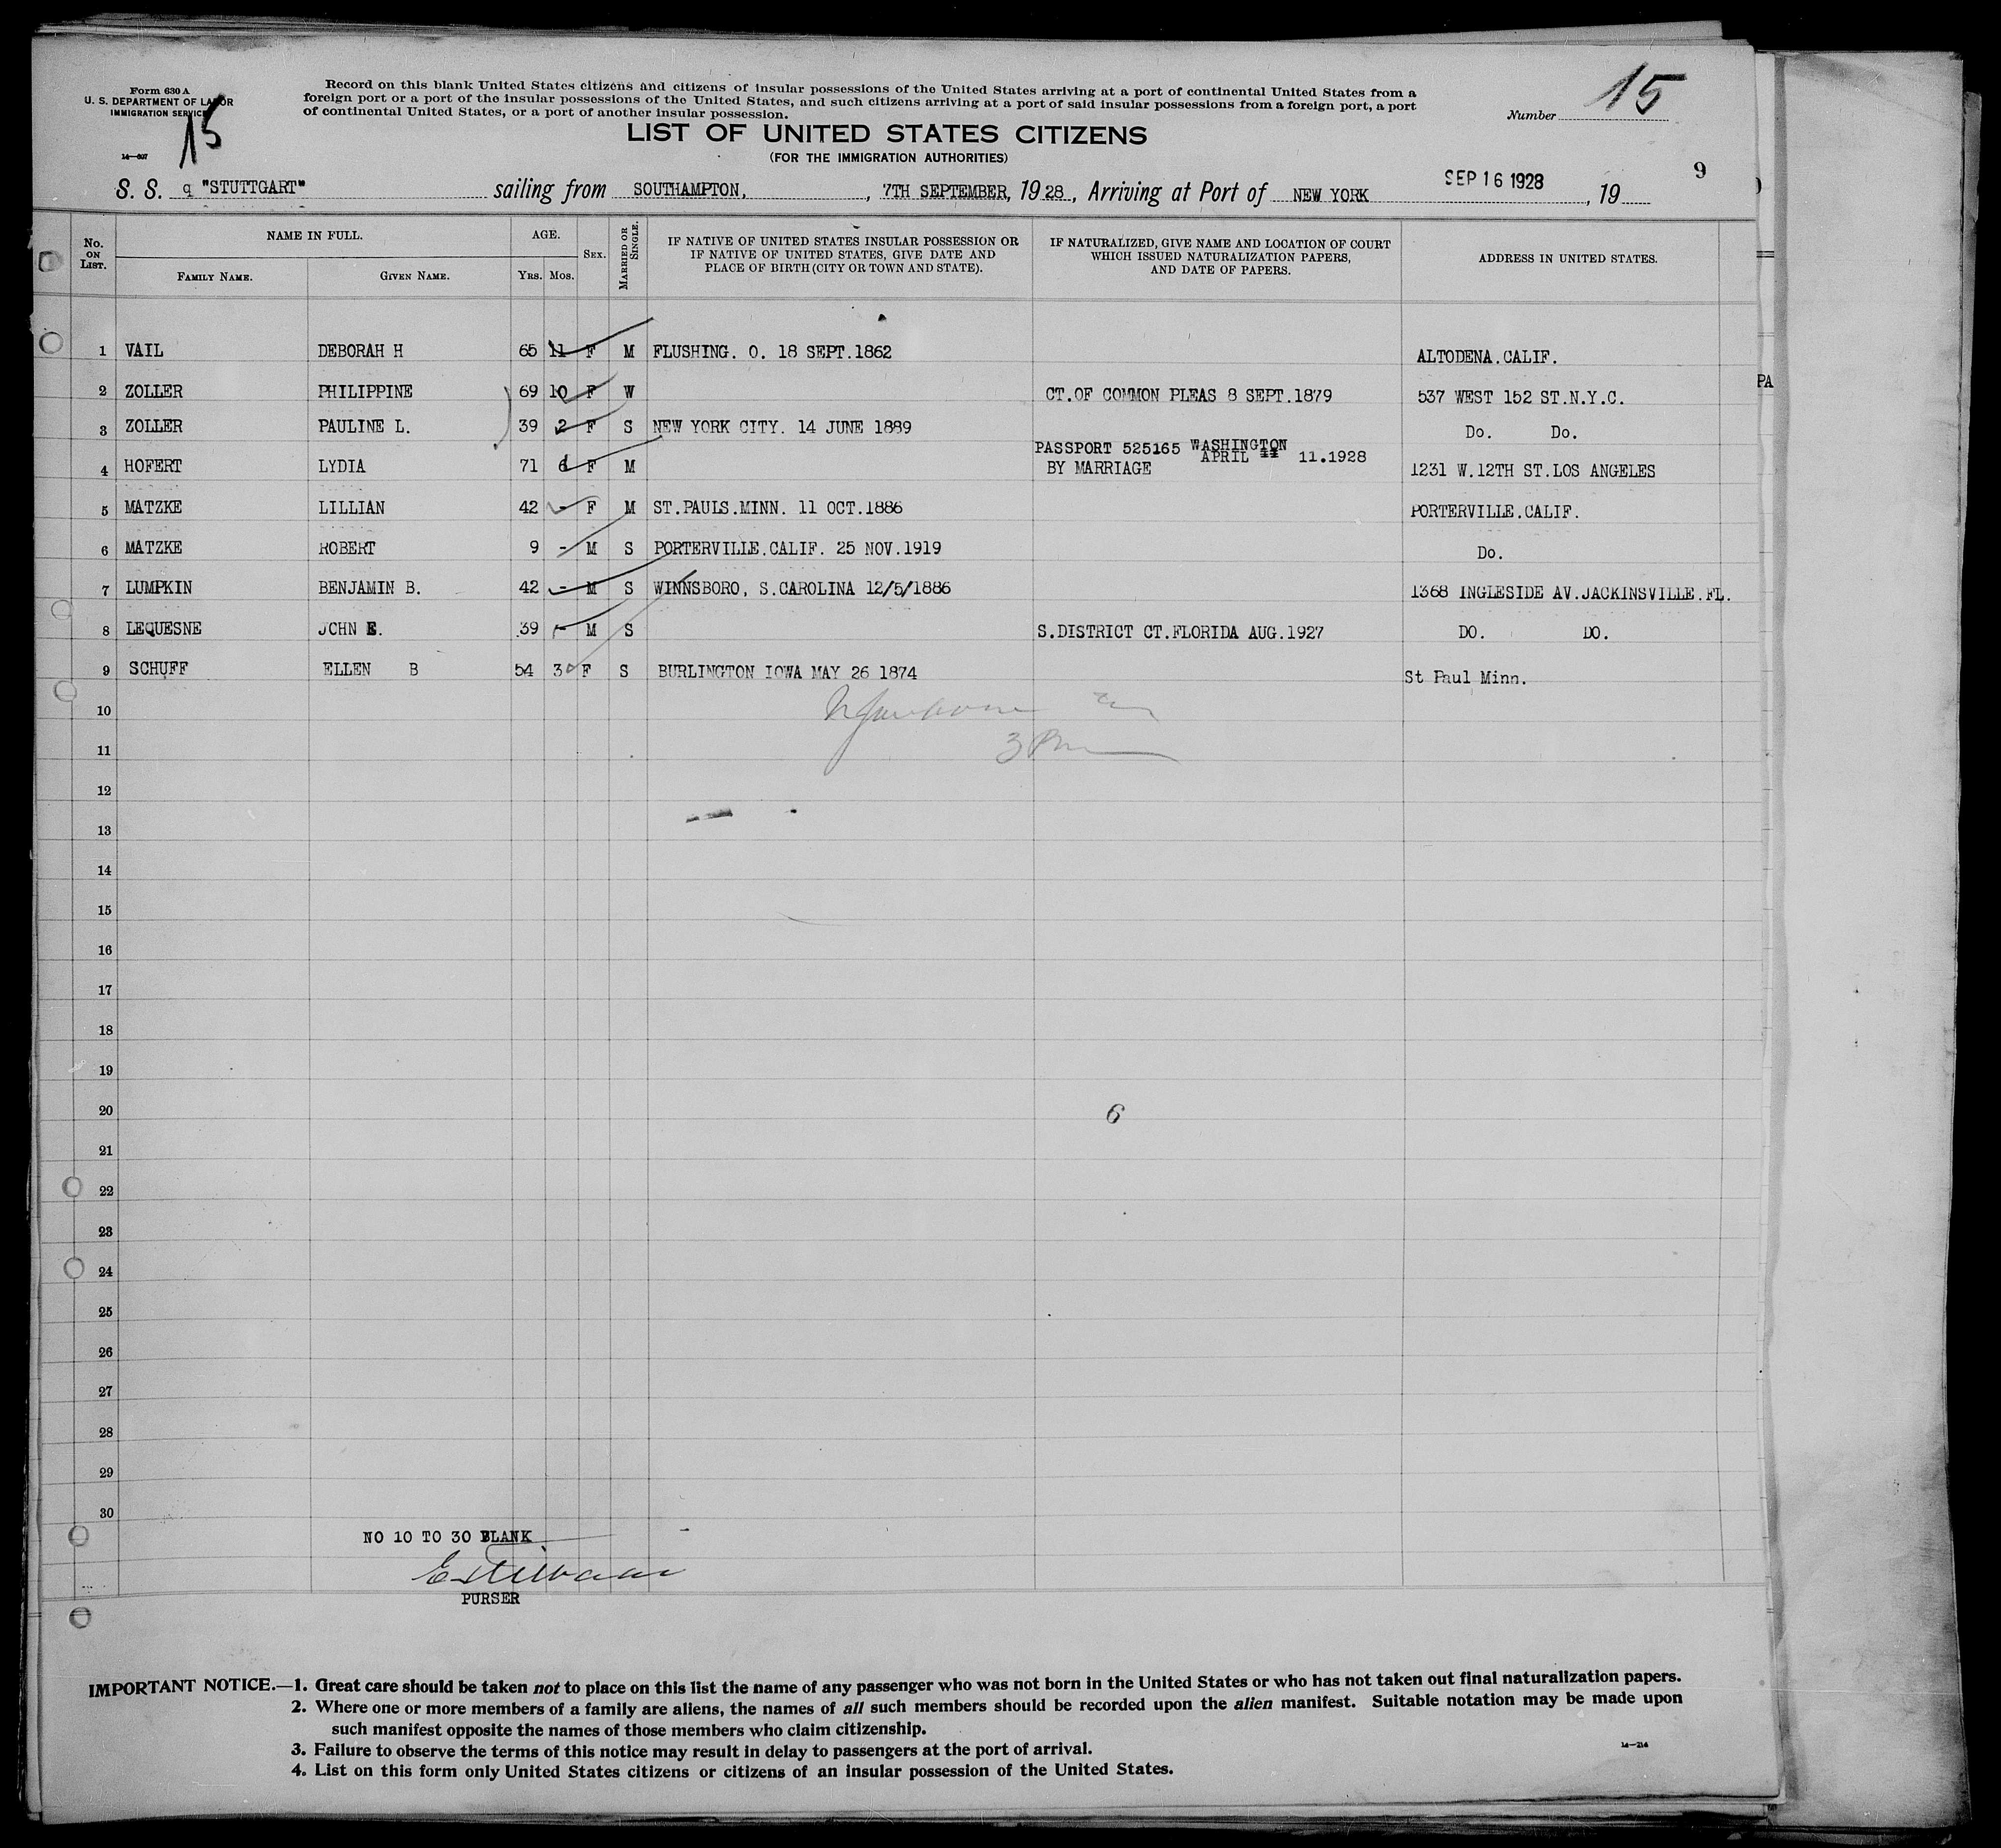 Form 630 A
U. S. DEPARTMENT OF LABOR
IMMIGRATION SERVICE
15
14—407
Record on this blank United States citizens and citizens of insular possessions of the United States arriving at a port of continental United States from a
foreign port or a port of the insular possessions of the United States, and such citizens arriving at a port of said insular possessions from a foreign port, a port
of continental United States, or a port of another insular possession.
Number 15
LIST OF UNITED STATES CITIZENS
(FOR THE IMMIGRATION AUTHORITIES)
9
S. S. q "STUTTGART" sailing from SOUTHAMPTON, , 7TH SEPTEMBER, 1928, Arriving at Port of NEW YORK SEP 16 1928, 19
No. ON LIST. NAME IN FULL. AGE. SEX. MARRIED OR SINGLE. IF NATIVE OF UNITED STATES INSULAR POSSESSION OR IF NATIVE OF UNITED STATES, GIVE DATE AND PLACE OF BIRTH (CITY OR TOWN AND STATE). IF NATURALIZED, GIVE NAME AND LOCATION OF COURT WHICH ISSUED NATURALIZATION PAPERS, AND DATE OF PAPERS. ADDRESS IN UNITED STATES.
FAMILY NAME. GIVEN NAME. YRS. MOS.
1 VAIL DEBORAH H 65 11 F M FLUSHING. O. 18 SEPT.1862 ALTODENA.CALIF.
2 ZOLLER PHILIPPINE 69 10 F W CT.OF COMMON PLEAS 8 SEPT.1879 537 WEST 152 ST.N.Y.C.
3 ZOLLER PAULINE L. 39 2 F S NEW YORK CITY. 14 JUNE 1889 Do. Do.
PASSPORT 525165 WASHINGTON
4 HOFERT LYDIA 71 6 F M BY MARRIAGE APRIL 11 11.1928 1231 W.12TH ST.LOS ANGELES
5 MATZKE LILLIAN 42 - F M ST.PAULS.MINN. 11 OCT.1886 PORTERVILLE.CALIF.
6 MATZKE ROBERT 9 - M S PORTERVILLE.CALIF. 25 NOV.1919 Do.
7 LUMPKIN BENJAMIN B. 42 - M S WINNSBORO, S.CAROLINA 12/5/1886 1368 INGLESIDE AV.JACKINSVILLE.FL.
8 LEQUESNE JOHN E. 39 - M S S.DISTRICT CT.FLORIDA AUG.1927 DO. DO.
9 SCHUFF ELLEN B 54 3 F S BURLINGTON IOWA MAY 26 1874 St Paul Minn.
10
11
12
13
14
15
16
17
18
19
20 6
21
22
23
24
25
26
27
28
29
30
NO 10 TO 30 BLANK
PURSER
IMPORTANT NOTICE.—1. Great care should be taken not to place on this list the name of any passenger who was not born in the United States or who has not taken out final naturalization papers.
2. Where one or more members of a family are aliens, the names of all such members should be recorded upon the alien manifest. Suitable notation may be made upon
such manifest opposite the names of those members who claim citizenship.
3. Failure to observe the terms of this notice may result in delay to passengers at the port of arrival.
4. List on this form only United States citizens or citizens of an insular possession of the United States.
14—214
PA